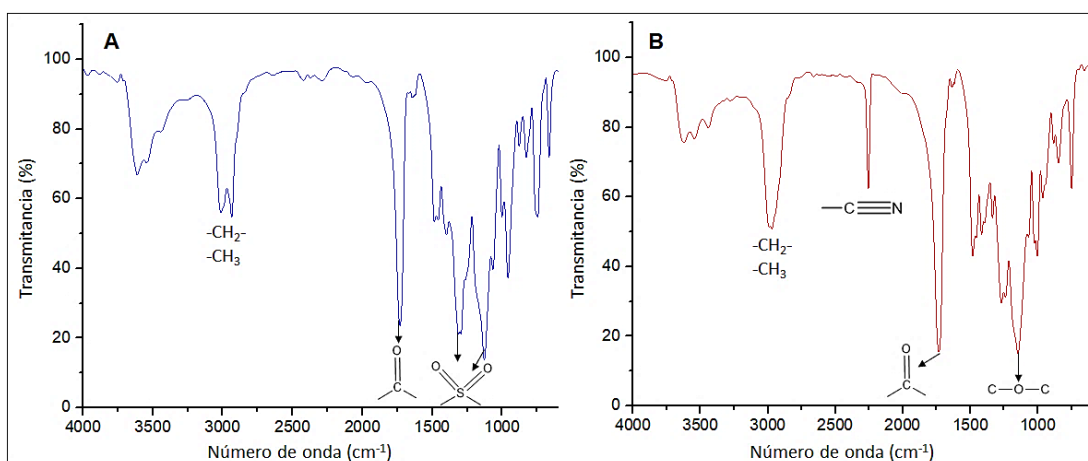 A
Transmitancia (%)
100
80
60
40
20
0
-CH₂-
-CH₃
O
C
O
S
O
4000 3500 3000 2500 2000 1500 1000
Número de onda (cm⁻¹)
B
Transmitancia (%)
100
80
60
40
20
0
—C≡N
-CH₂-
-CH₃
O
C
C—O—C
4000 3500 3000 2500 2000 1500 1000
Número de onda (cm⁻¹)